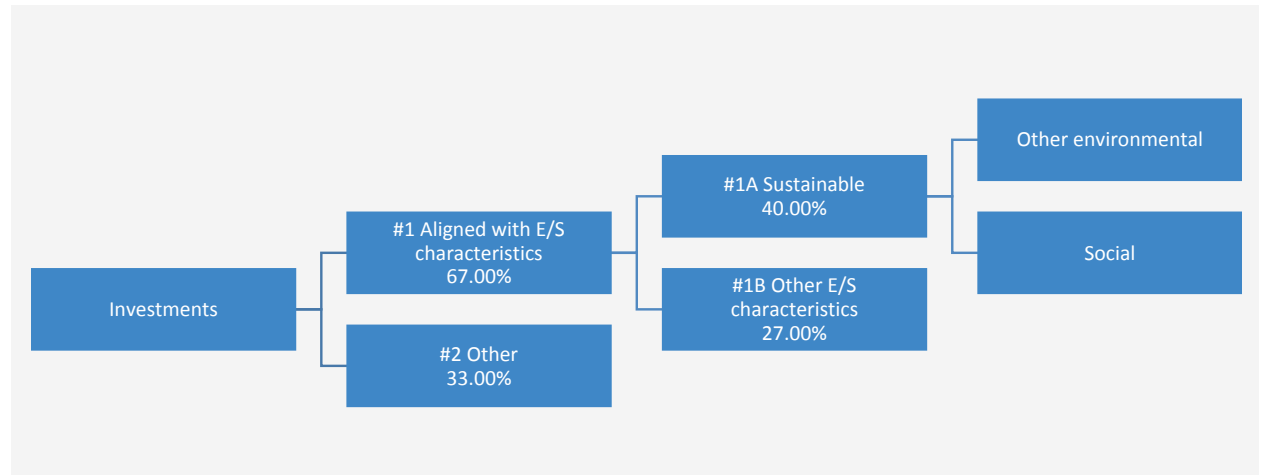 Investments
#1 Aligned with E/S
characteristics
67.00%
#2 Other
33.00%
#1A Sustainable
40.00%
#1B Other E/S
characteristics
27.00%
Other environmental
Social